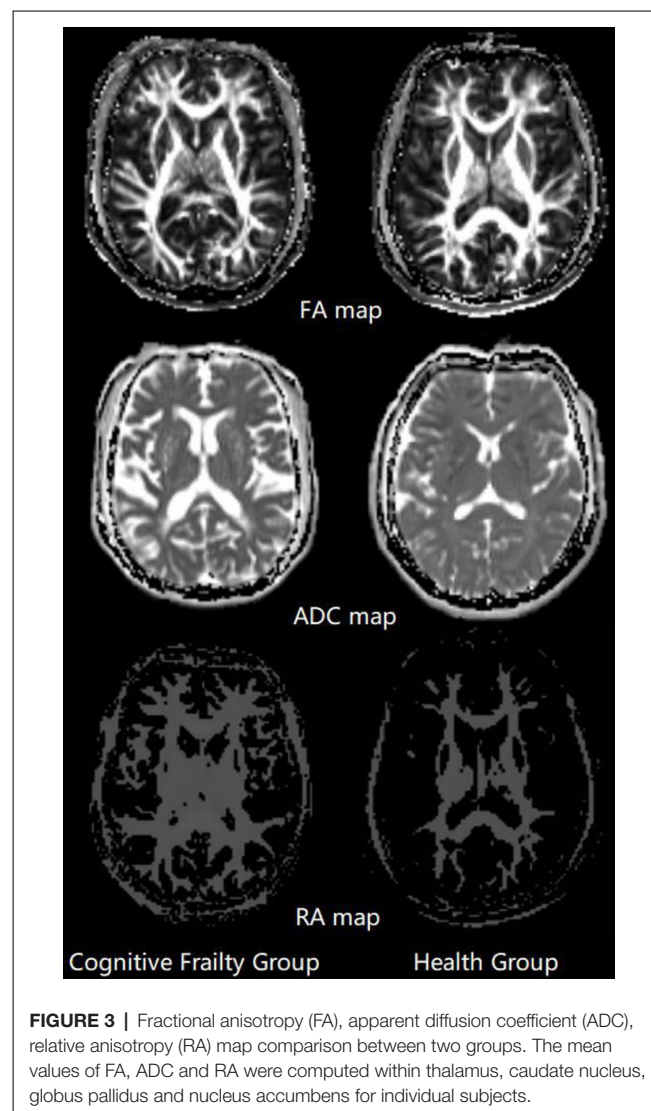 FA map
ADC map
RA map
Cognitive Frailty Group Health Group
FIGURE 3 | Fractional anisotropy (FA), apparent diffusion coefficient (ADC),
relative anisotropy (RA) map comparison between two groups. The mean
values of FA, ADC and RA were computed within thalamus, caudate nucleus,
globus pallidus and nucleus accumbens for individual subjects.